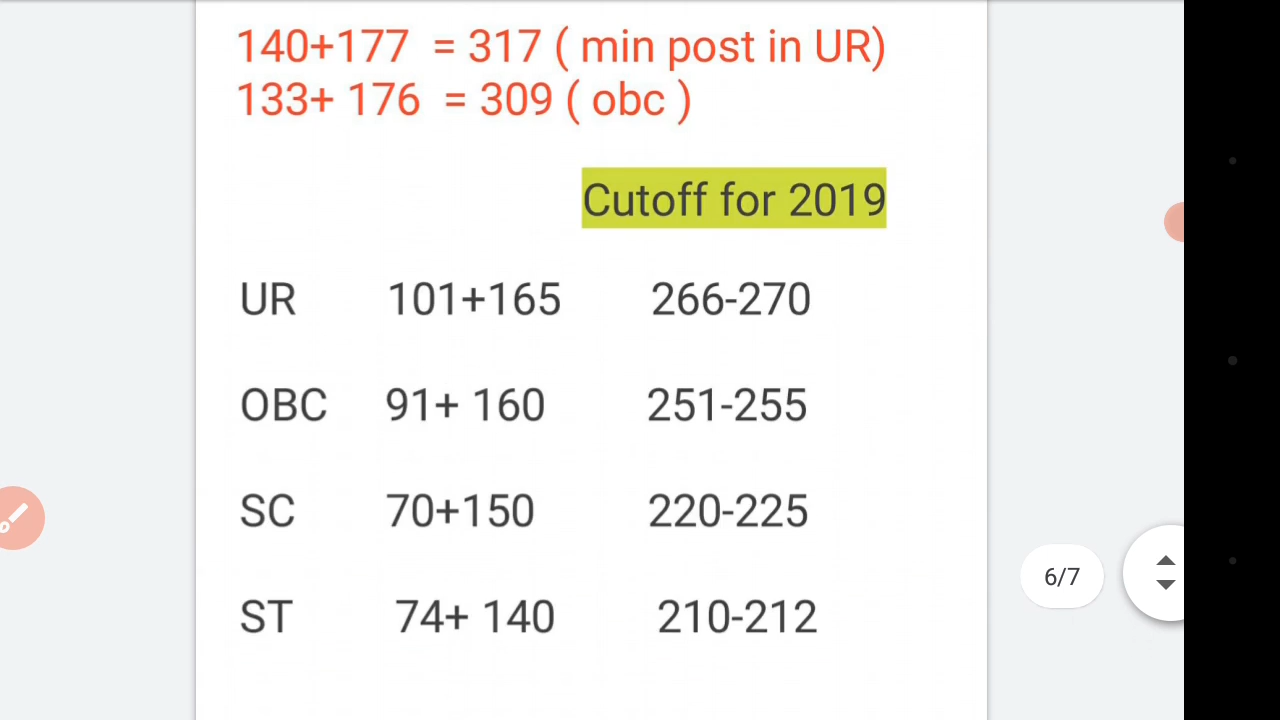 140+177 = 317 ( min post in UR)
133+ 176 = 309 ( obc )
Cutoff for 2019
UR 101+165 266-270
OBC 91+ 160 251-255
SC 70+150 220-225
ST 74+ 140 210-212
6/7